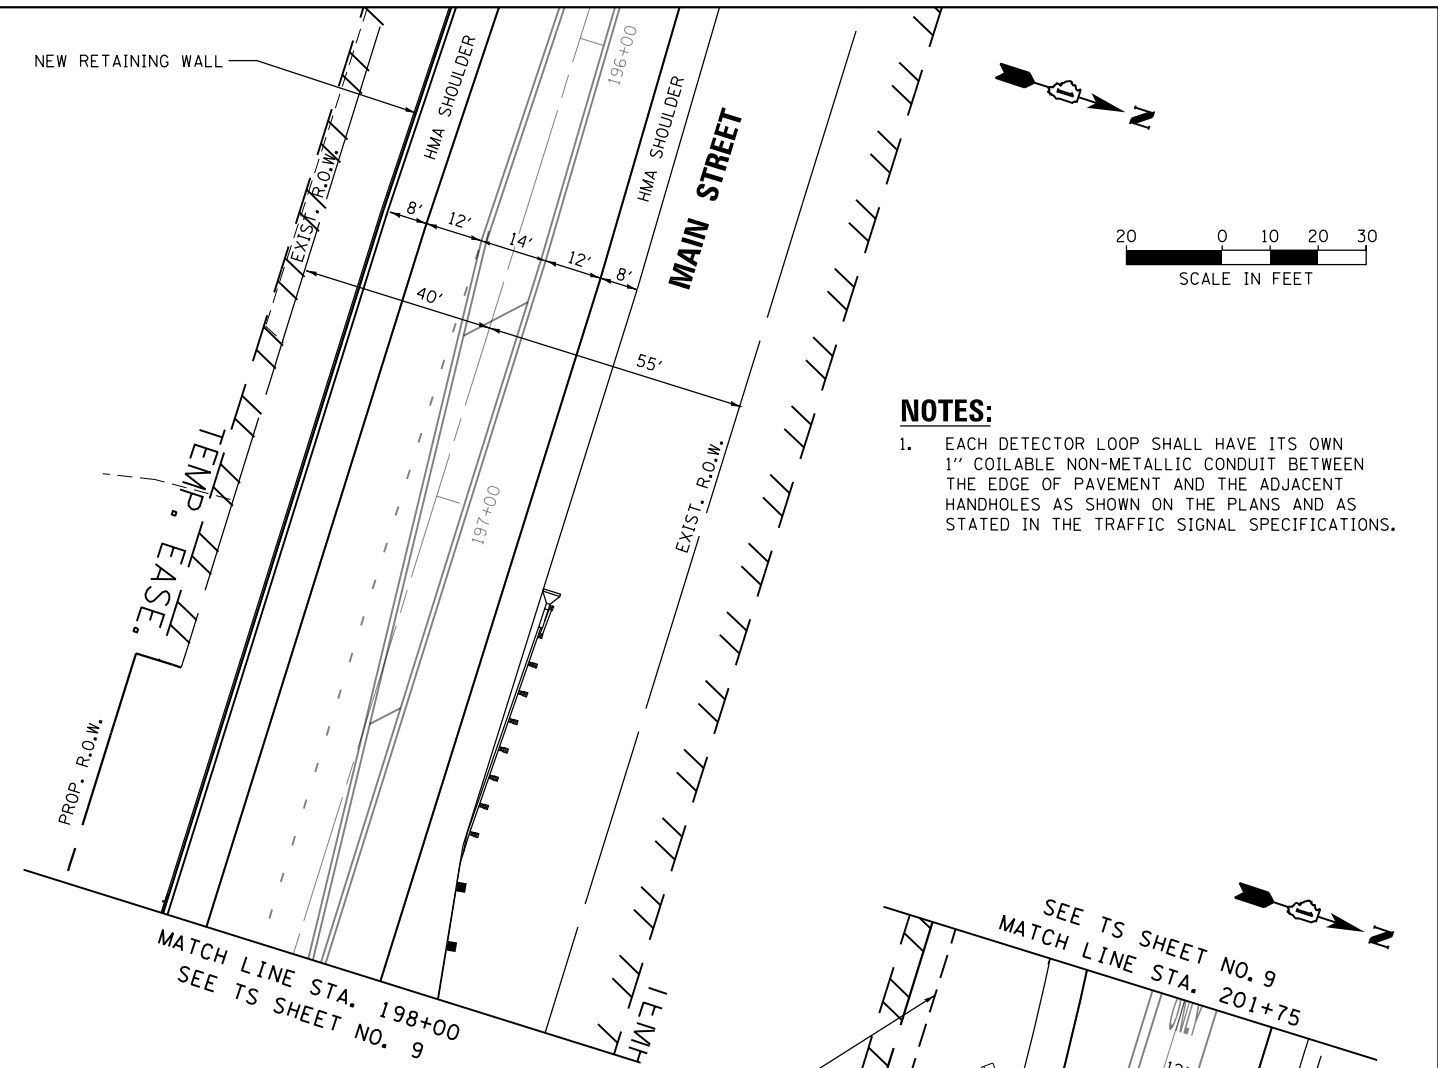 NEW RETAINING WALL
HMA SHOULDER
196+00
HMA SHOULDER
MAIN STREET
EXIST. R.O.W.
8' 12' 14' 12' 8'
40'
55'
1
N
20 0 10 20 30
SCALE IN FEET
NOTES:
1. EACH DETECTOR LOOP SHALL HAVE ITS OWN
1" COILABLE NON-METALLIC CONDUIT BETWEEN
THE EDGE OF PAVEMENT AND THE ADJACENT
HANDHOLES AS SHOWN ON THE PLANS AND AS
STATED IN THE TRAFFIC SIGNAL SPECIFICATIONS.
TEMP. EASE.
197+00
EXIST. R.O.W.
PROP. R.O.W.
MATCH LINE STA. 198+00
SEE TS SHEET NO. 9
1
N
SEE TS SHEET NO. 9
MATCH LINE STA. 201+75